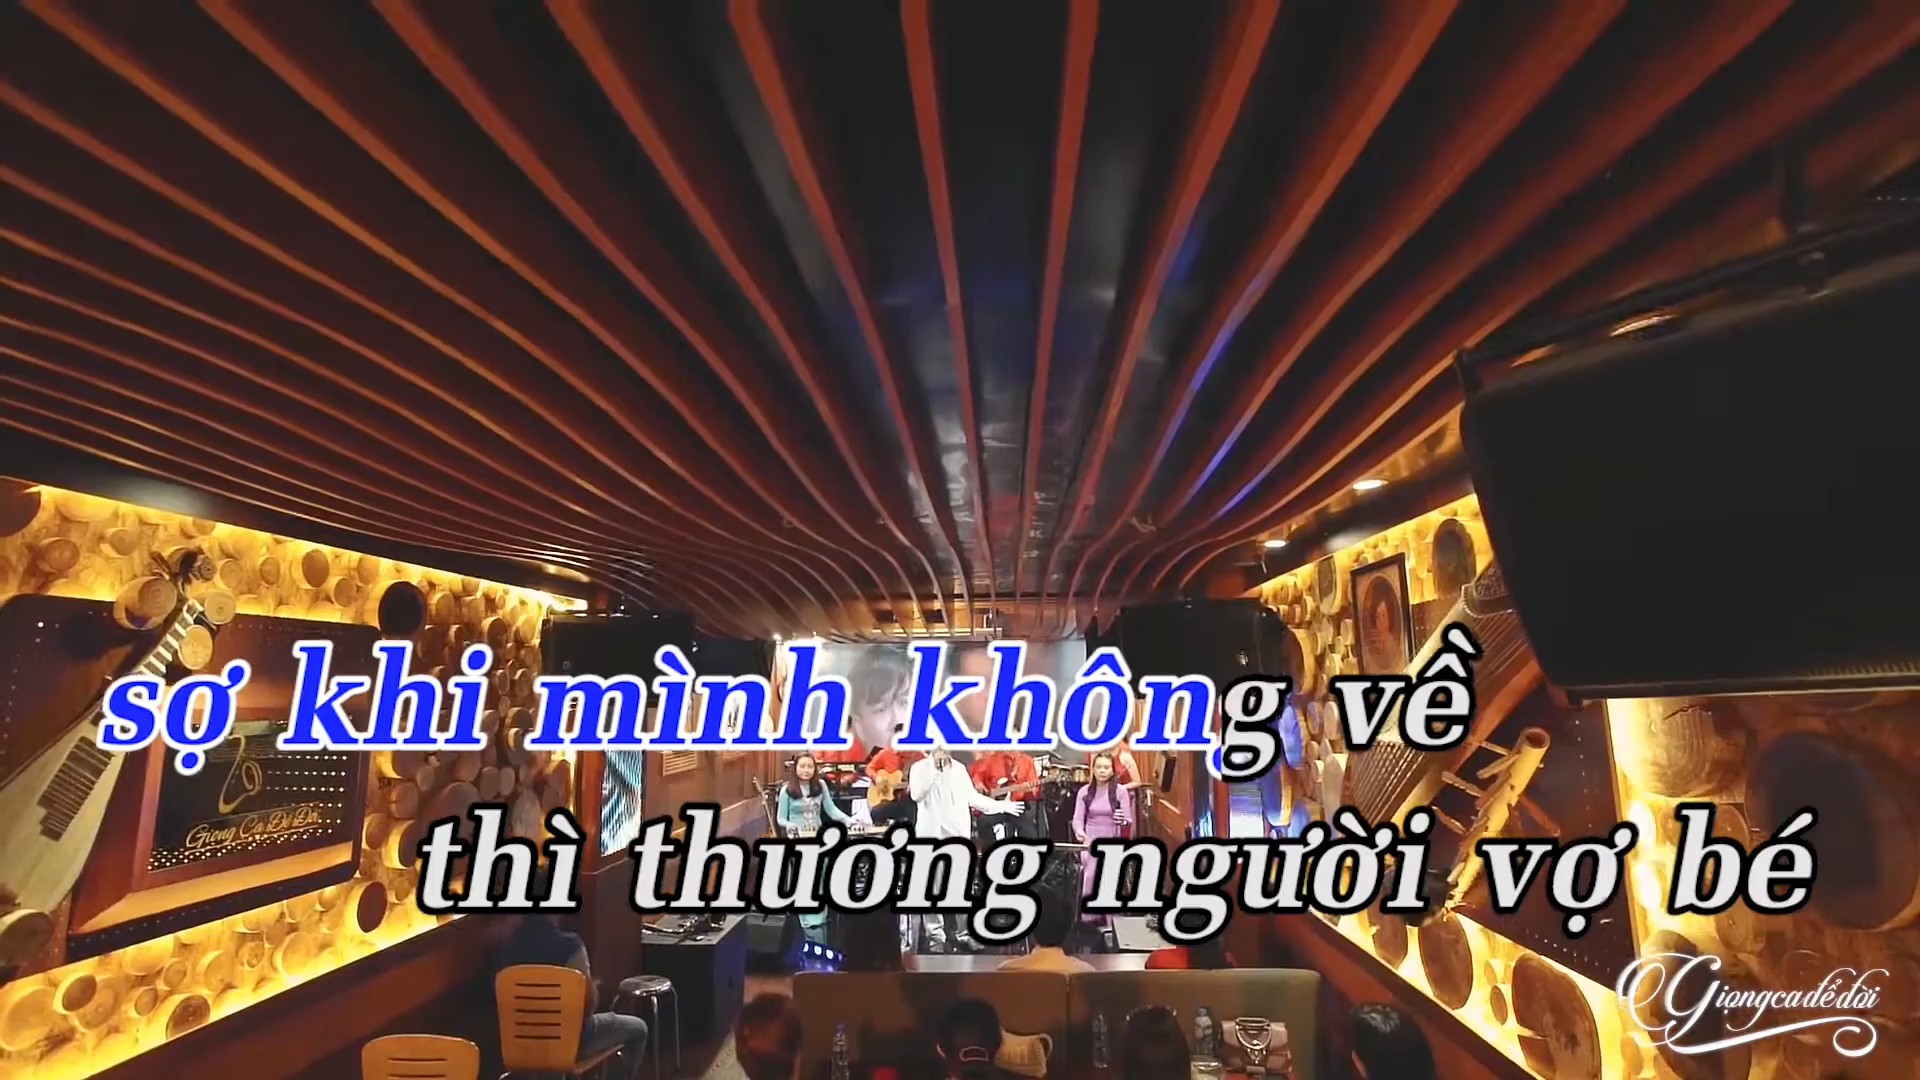 sợ khi mình không về
thì thương người vợ bé
Giọng Ca Để Đời
Giọngcađểđời